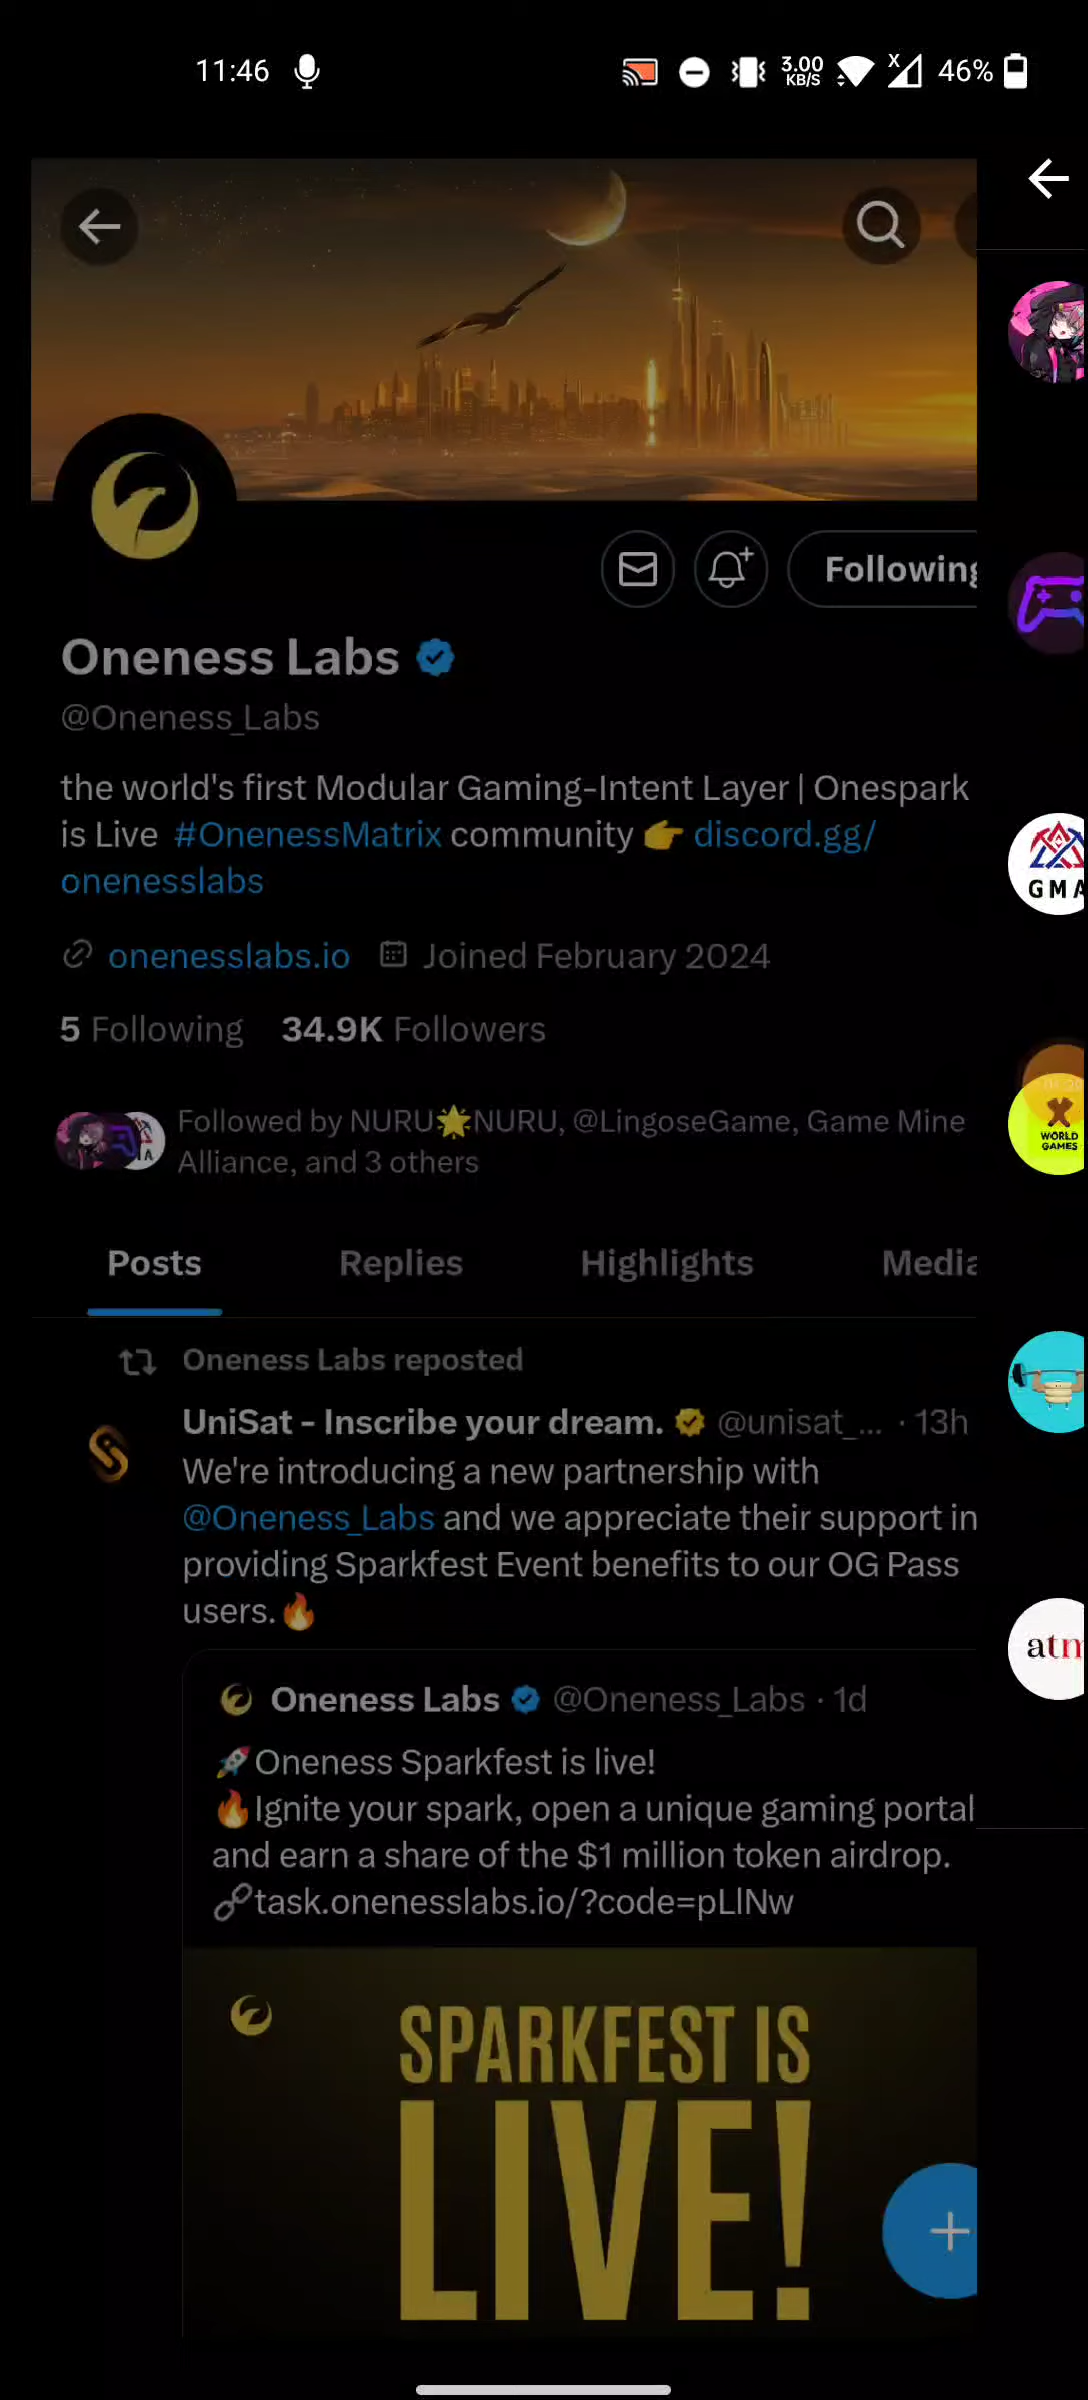 11:46
3.00
KB/S
X
46%
Following
Oneness Labs
@Oneness_Labs
the world's first Modular Gaming-Intent Layer | Onespark
is Live #OnenessMatrix community 👉 discord.gg/
onenesslabs
onenesslabs.io Joined February 2024
5 Following 34.9K Followers
Followed by NURU🌟NURU, @LingoseGame, Game Mine
Alliance, and 3 others
Posts Replies Highlights Media
Oneness Labs reposted
UniSat - Inscribe your dream. @unisat_... · 13h
We're introducing a new partnership with
@Oneness_Labs and we appreciate their support in
providing Sparkfest Event benefits to our OG Pass
users.🔥
Oneness Labs @Oneness_Labs · 1d
🚀Oneness Sparkfest is live!
🔥Ignite your spark, open a unique gaming portal
and earn a share of the $1 million token airdrop.
🔗task.onenesslabs.io/?code=pLlNw
SPARKFEST IS
LIVE!
GMA
WORLD
GAMES
atm